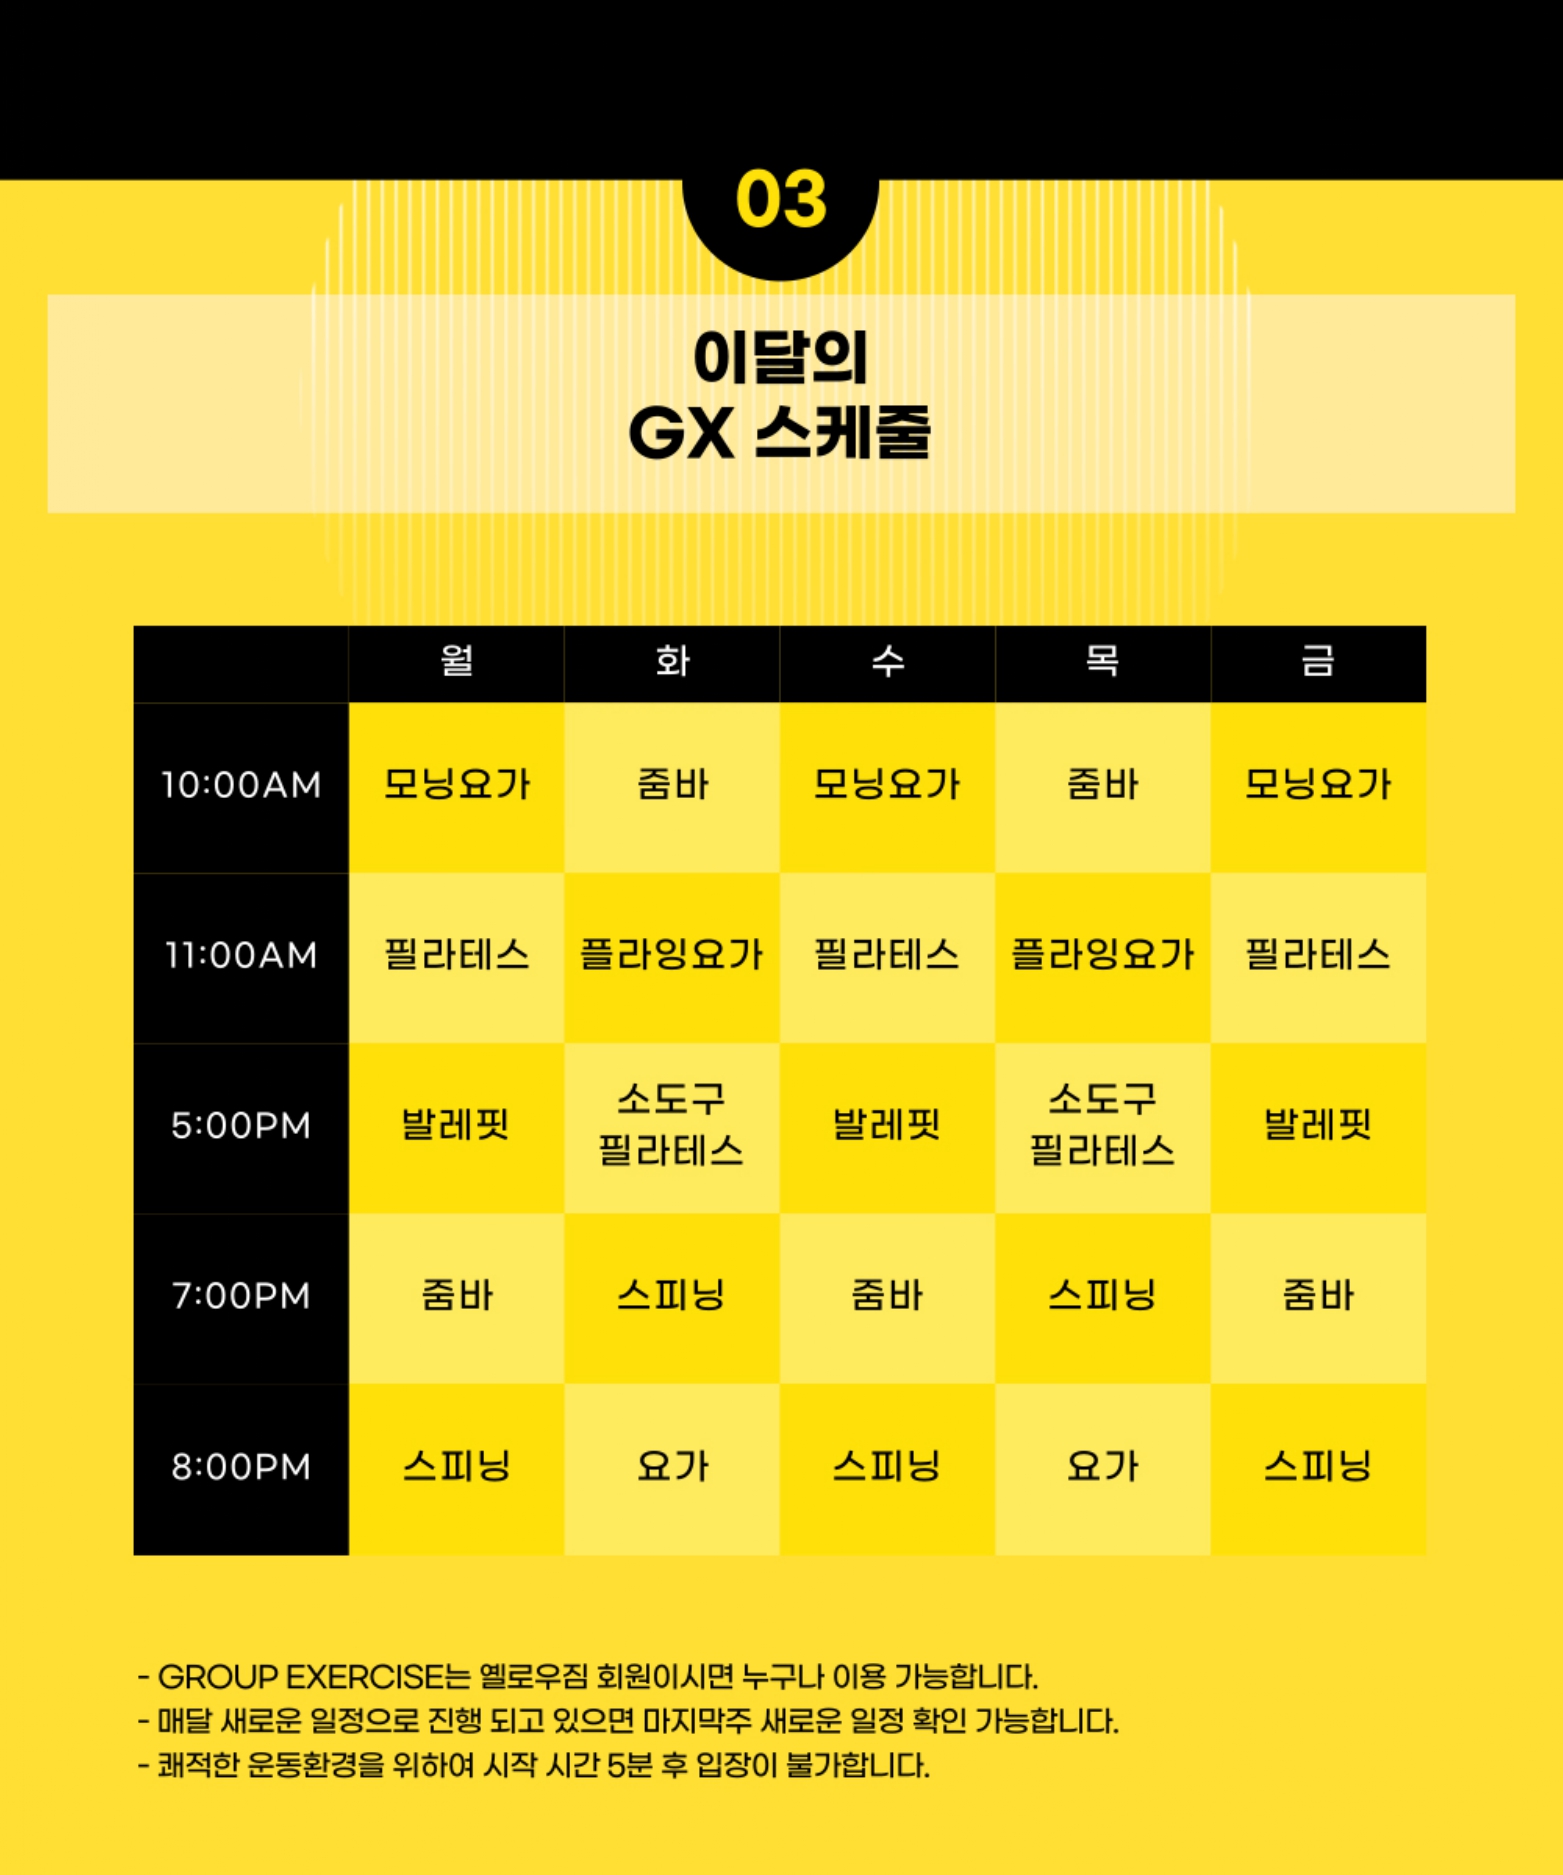 03
이달의
GX 스케줄
월 화 수 목 금
10:00AM 모닝요가 줌바 모닝요가 줌바 모닝요가
11:00AM 필라테스 플라잉요가 필라테스 플라잉요가 필라테스
5:00PM 발레핏 소도구 필라테스 발레핏 소도구 필라테스 발레핏
7:00PM 줌바 스피닝 줌바 스피닝 줌바
8:00PM 스피닝 요가 스피닝 요가 스피닝
- GROUP EXERCISE는 옐로우짐 회원이시면 누구나 이용 가능합니다.
- 매달 새로운 일정으로 진행 되고 있으면 마지막주 새로운 일정 확인 가능합니다.
- 쾌적한 운동환경을 위하여 시작 시간 5분 후 입장이 불가합니다.